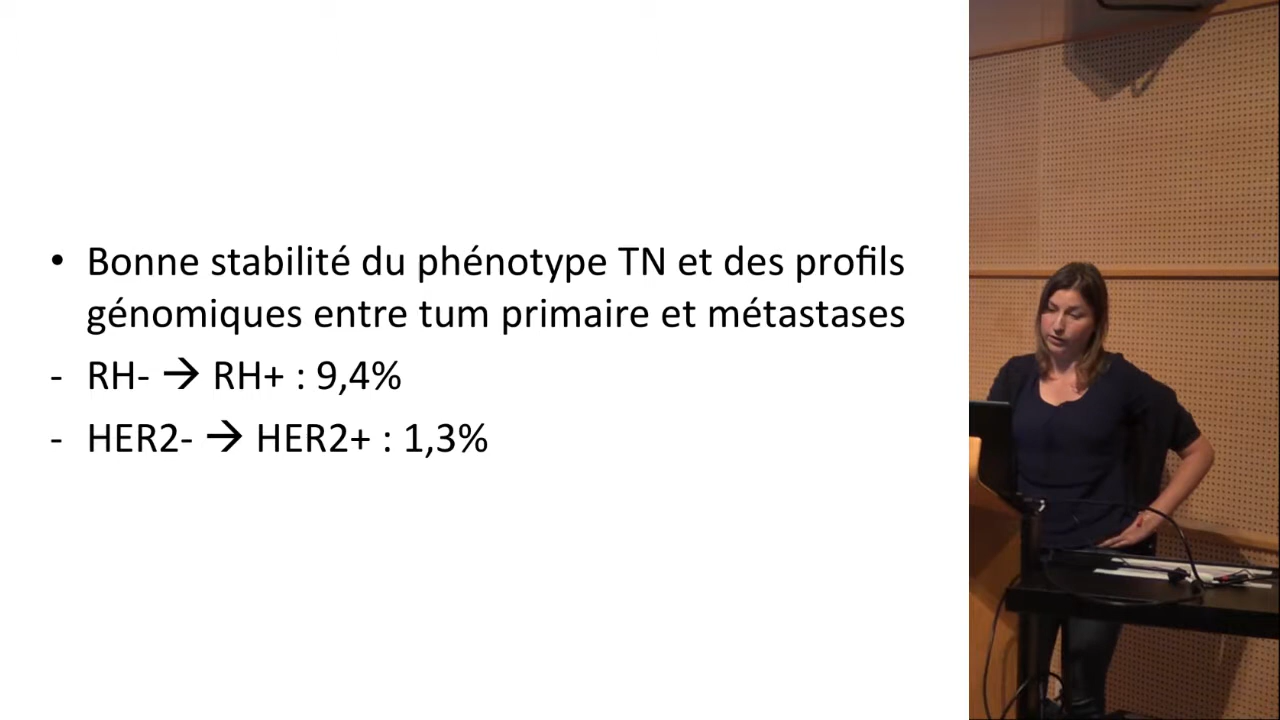 • Bonne stabilité du phénotype TN et des profils
génomiques entre tum primaire et métastases
- RH- → RH+ : 9,4%
- HER2- → HER2+ : 1,3%